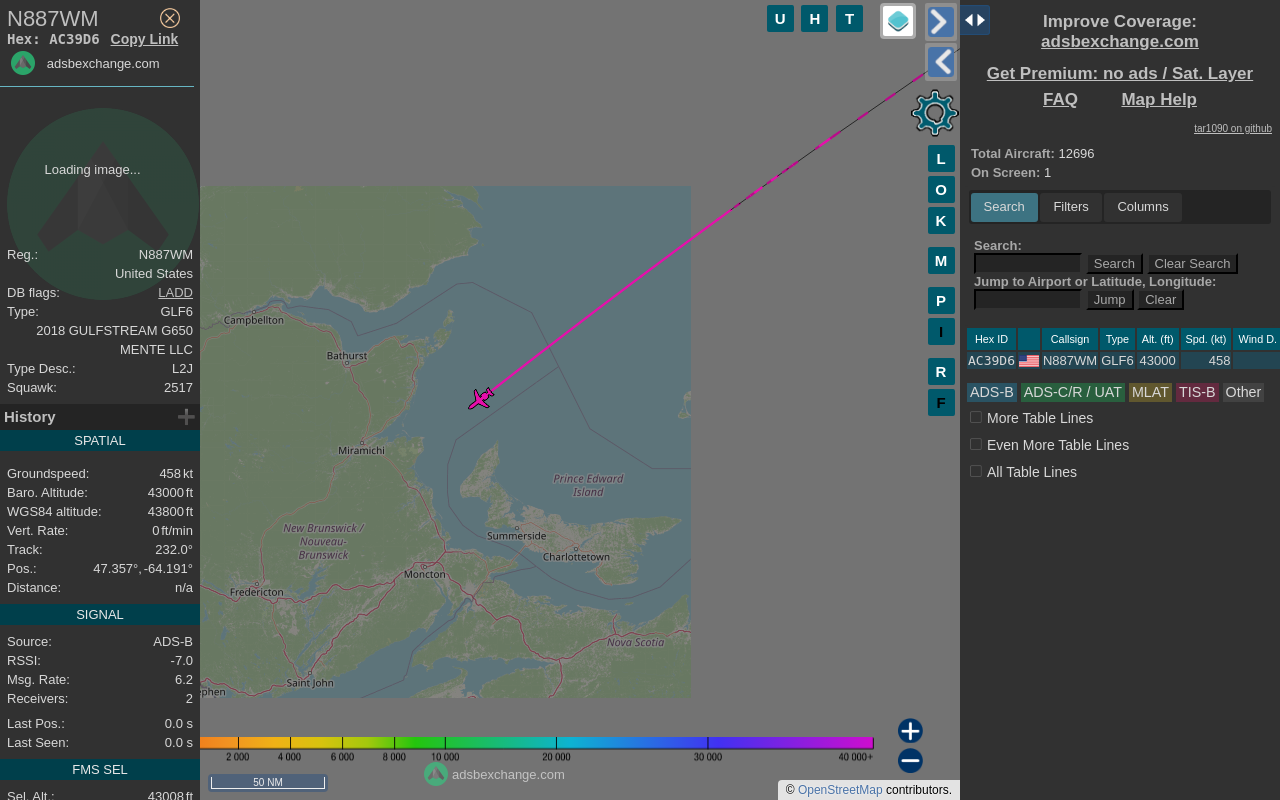 N887WM
Hex: AC39D6 Copy Link
adsbexchange.com
Loading image...
Reg.: N887WM
United States
DB flags: LADD
Type: GLF6
2018 GULFSTREAM G650
MENTE LLC
Type Desc.: L2J
Squawk: 2517
History
SPATIAL
Groundspeed: 458 kt
Baro. Altitude: 43000 ft
WGS84 altitude: 43800 ft
Vert. Rate: 0 ft/min
Track: 232.0°
Pos.: 47.357°, -64.191°
Distance: n/a
SIGNAL
Source: ADS-B
RSSI: -7.0
Msg. Rate: 6.2
Receivers: 2
Last Pos.: 0.0 s
Last Seen: 0.0 s
FMS SEL
Sel. Alt.: 43008 ft
U H T
L
O
K
M
P
I
R
F
Campbellton
Bathurst
Miramichi
Prince Edward
Island
New Brunswick /
Nouveau-
Brunswick
Summerside
Charlottetown
Moncton
Fredericton
Nova Scotia
Saint John
phen
2 000 4 000 6 000 8 000 10 000 20 000 30 000 40 000+
adsbexchange.com
50 NM
© OpenStreetMap contributors.
Improve Coverage:
adsbexchange.com
Get Premium: no ads / Sat. Layer
FAQ Map Help
tar1090 on github
Total Aircraft: 12696
On Screen: 1
Search Filters Columns
Search:
Search Clear Search
Jump to Airport or Latitude, Longitude:
Jump Clear
Hex ID Callsign Type Alt. (ft) Spd. (kt) Wind D.
AC39D6 N887WM GLF6 43000 458
ADS-B ADS-C/R / UAT MLAT TIS-B Other
More Table Lines
Even More Table Lines
All Table Lines